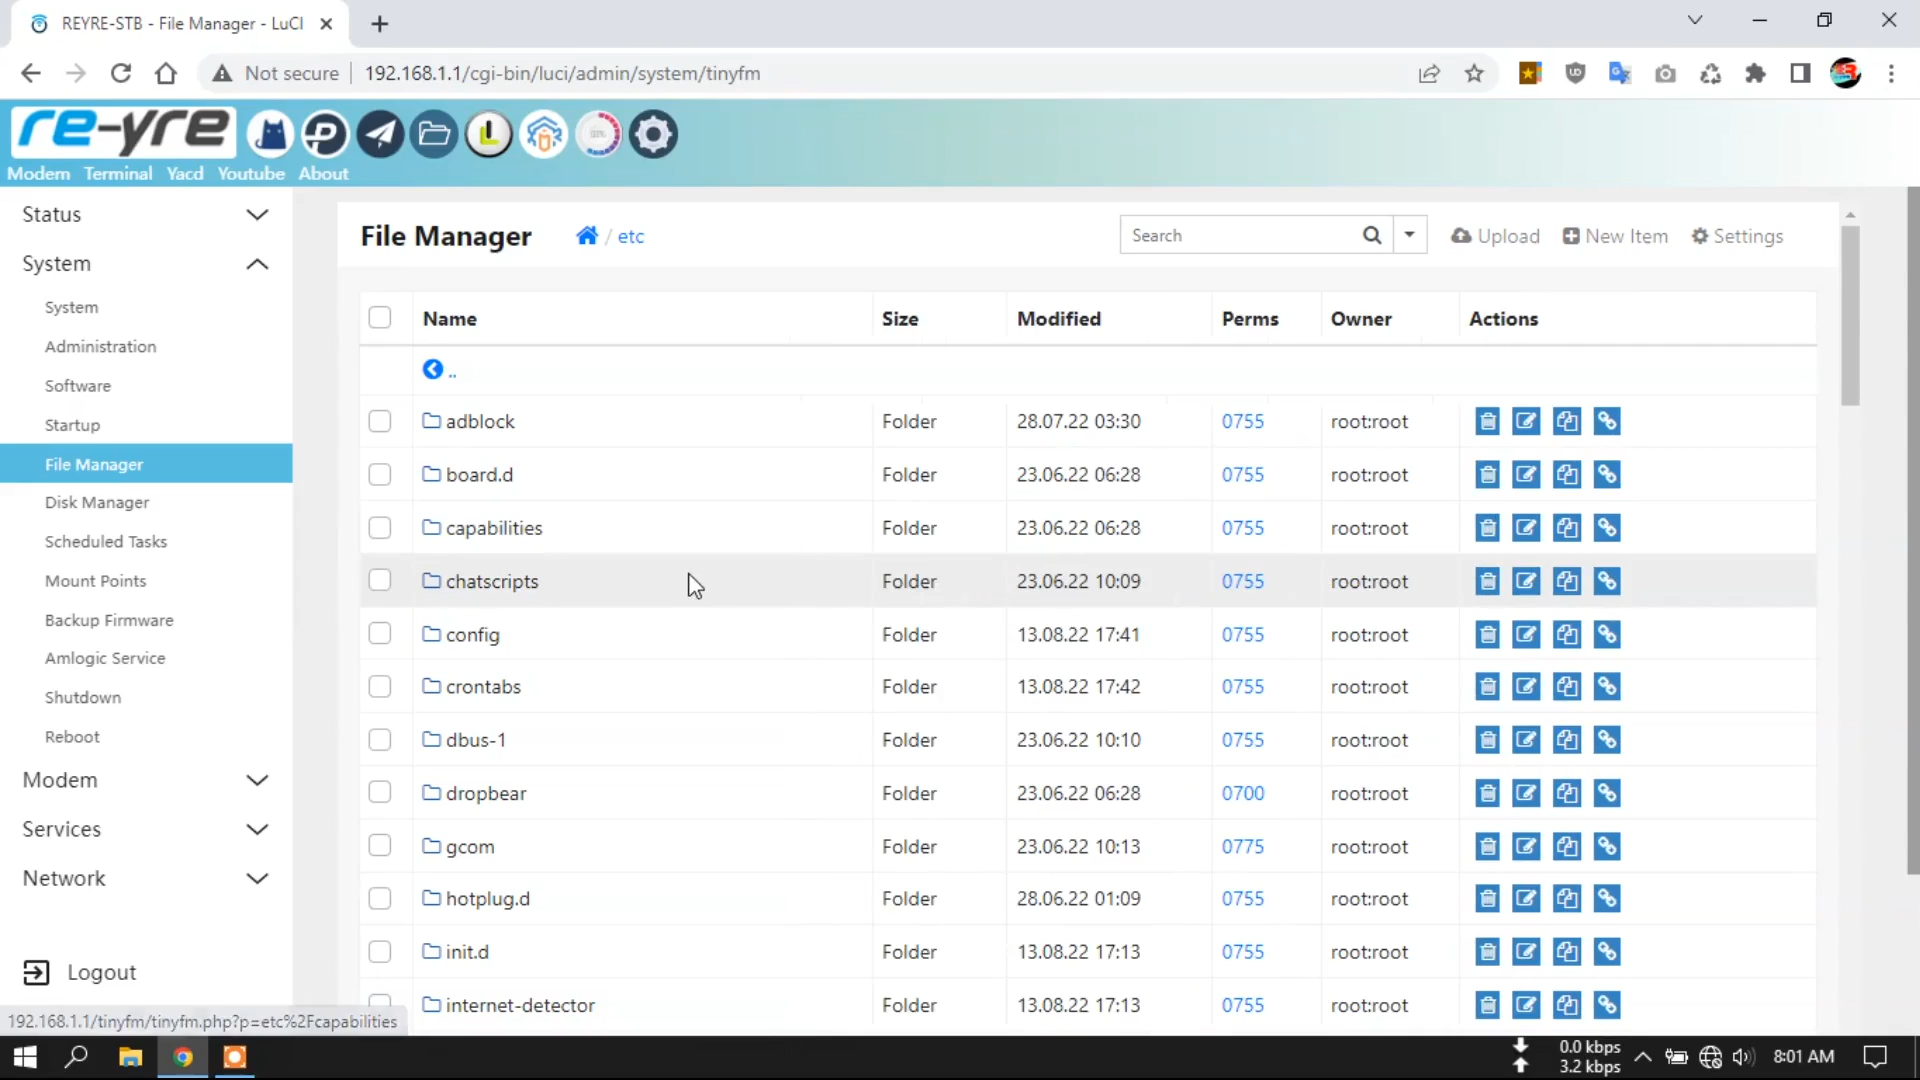 REYRE-STB - File Manager - LuCI
Not secure
192.168.1.1/cgi-bin/luci/admin/system/tinyfm
re-yre
Modem Terminal Yacd Youtube About
Status
System
System
Administration
Software
Startup
File Manager
Disk Manager
Scheduled Tasks
Mount Points
Backup Firmware
Amlogic Service
Shutdown
Reboot
Modem
Services
Network
Logout
File Manager / etc
Search
Upload New Item Settings
Name Size Modified Perms Owner Actions
..
adblock Folder 28.07.22 03:30 0755 root:root
board.d Folder 23.06.22 06:28 0755 root:root
capabilities Folder 23.06.22 06:28 0755 root:root
chatscripts Folder 23.06.22 10:09 0755 root:root
config Folder 13.08.22 17:41 0755 root:root
crontabs Folder 13.08.22 17:42 0755 root:root
dbus-1 Folder 23.06.22 10:10 0755 root:root
dropbear Folder 23.06.22 06:28 0700 root:root
gcom Folder 23.06.22 10:13 0775 root:root
hotplug.d Folder 28.06.22 01:09 0755 root:root
init.d Folder 13.08.22 17:13 0755 root:root
internet-detector Folder 13.08.22 17:13 0755 root:root
192.168.1.1/tinyfm/tinyfm.php?p=etc%2Fcapabilities
0.0 kbps
3.2 kbps
8:01 AM